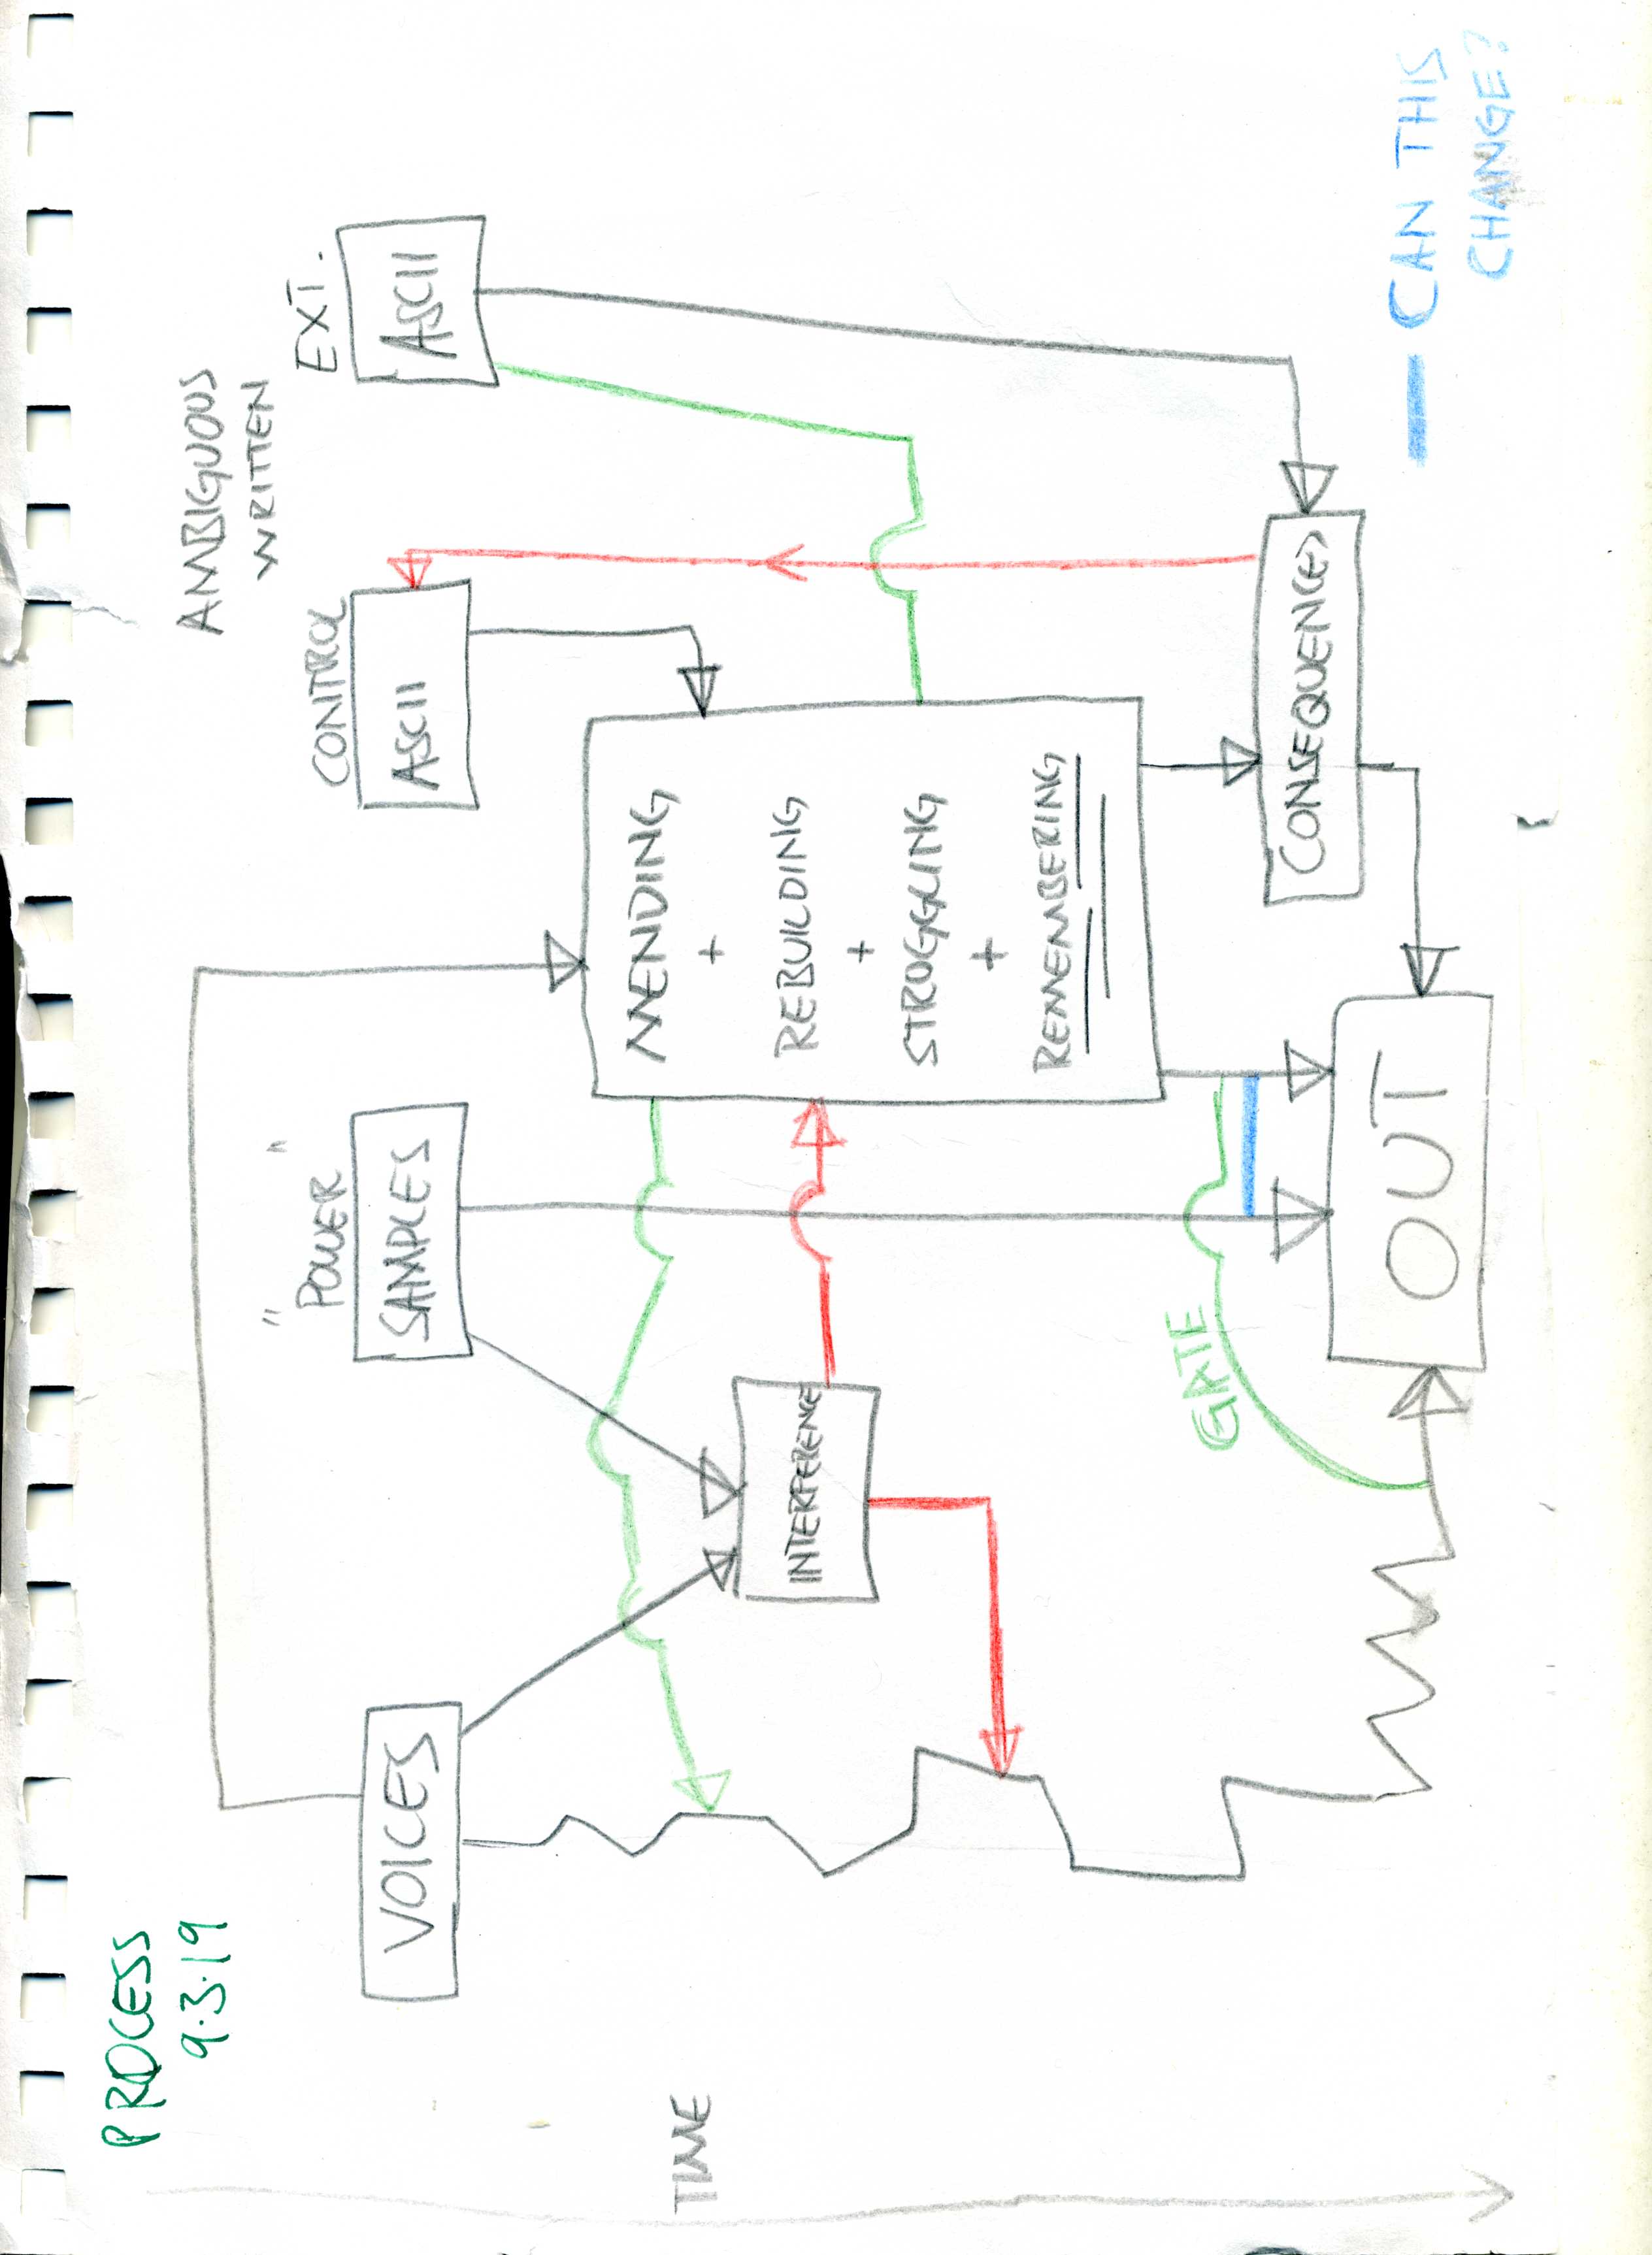 PROCESS
9.3.19
AMBIGUOUS
WRITTEN
"POWER"
CONTROL
EXT.
VOICES
SAMPLES
ASCII
ASCII
TIME
MENDING
+
REBUILDING
+
STROGGLING
+
REMEMBERING
INTERFERENCE
GATE
CONSEQUENCES
OUT
CAN THIS
CHANGE?